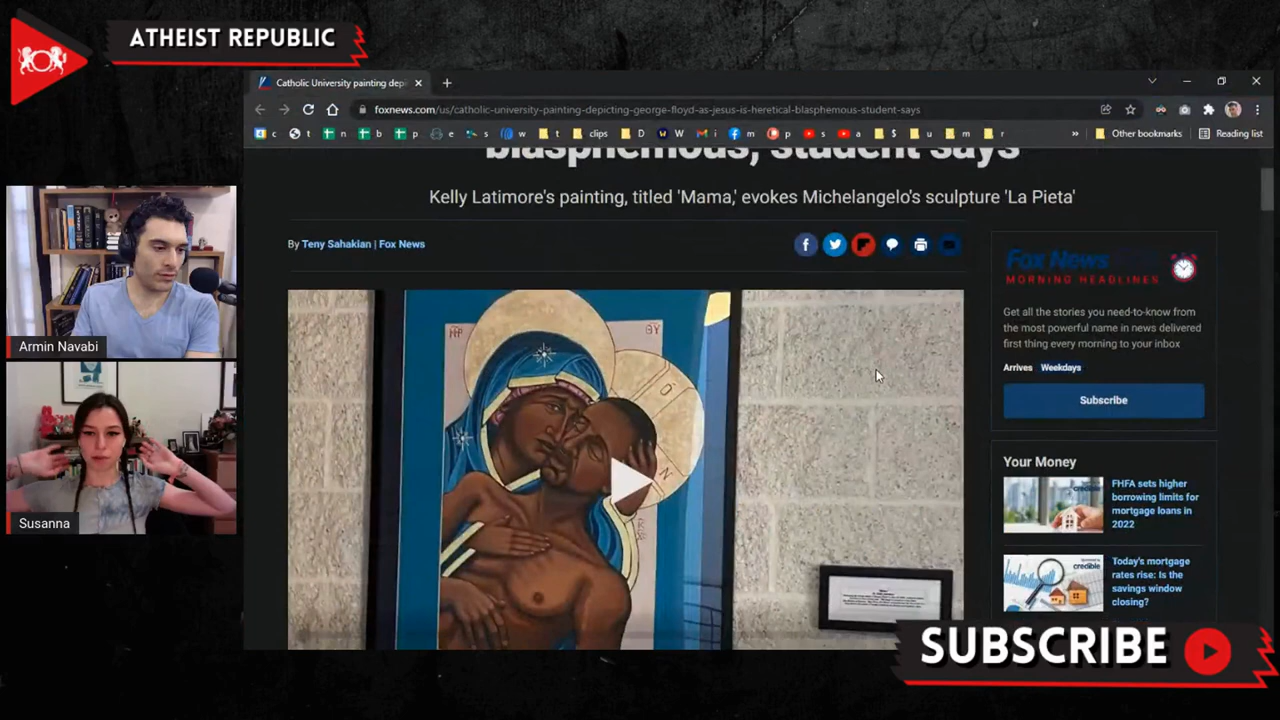 ATHEIST REPUBLIC
Catholic University painting depi
foxnews.com/us/catholic-university-painting-depicting-george-floyd-as-jesus-is-heretical-blasphemous-student-says
c t n b p e s w t clips D W i f m p s a $ u m r » Other bookmarks Reading list
blasphemous, student says
Kelly Latimore's painting, titled 'Mama,' evokes Michelangelo's sculpture 'La Pieta'
By Teny Sahakian | Fox News
Fox News
MORNING HEADLINES
Get all the stories you need-to-know from
the most powerful name in news delivered
first thing every morning to your inbox
Arrives Weekdays
Subscribe
Your Money
FHFA sets higher
borrowing limits for
mortgage loans in
2022
Today's mortgage
rates rise: Is the
savings window
closing?
Armin Navabi
Susanna
SUBSCRIBE